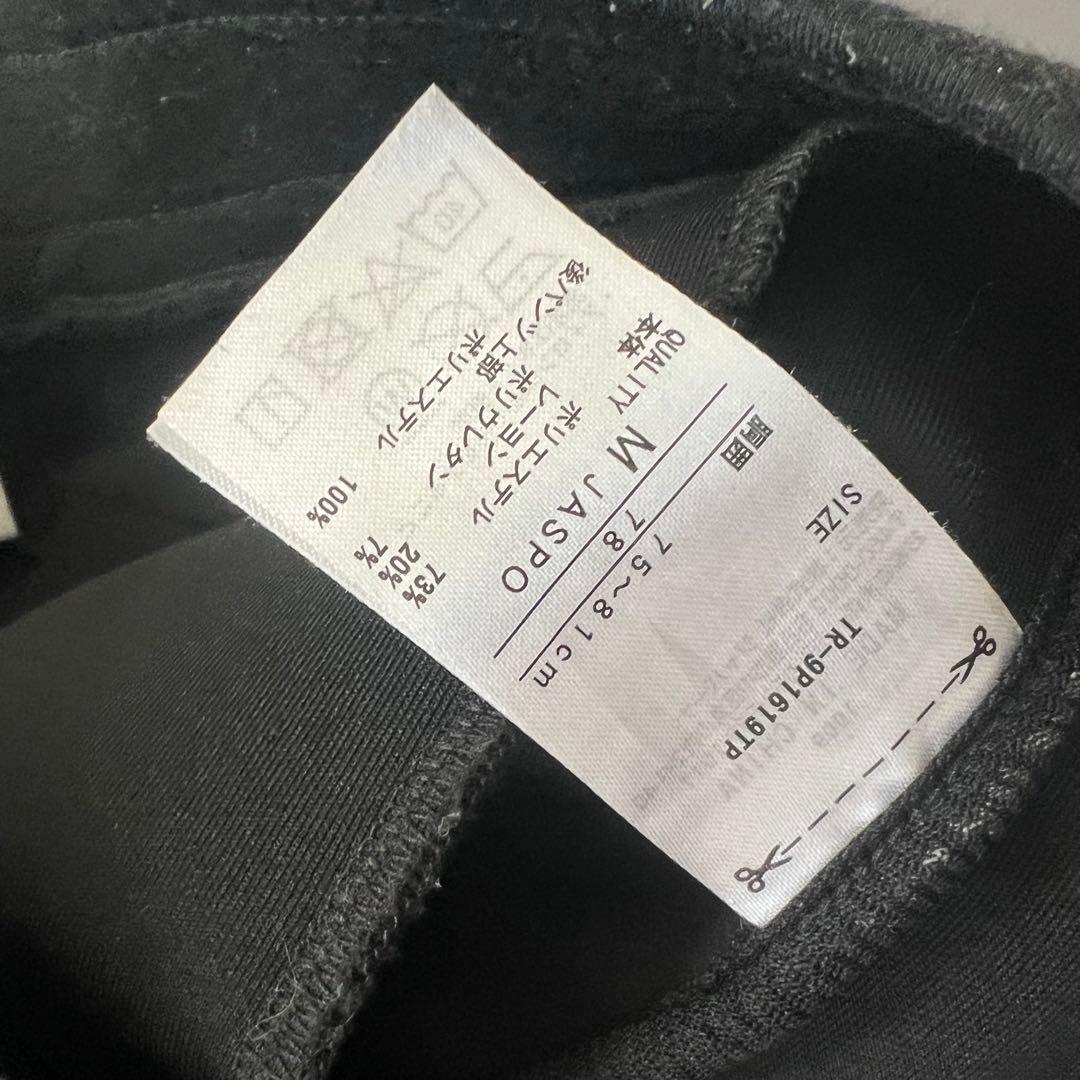 TR-9P1619TP
SIZE
胴囲 75~81cm
78
M JASPO
QUALITY
本体 ポリエステル 73%
レーヨン 20%
ポリウレタン 7%
後パンツ上部
ポリエステル 100%